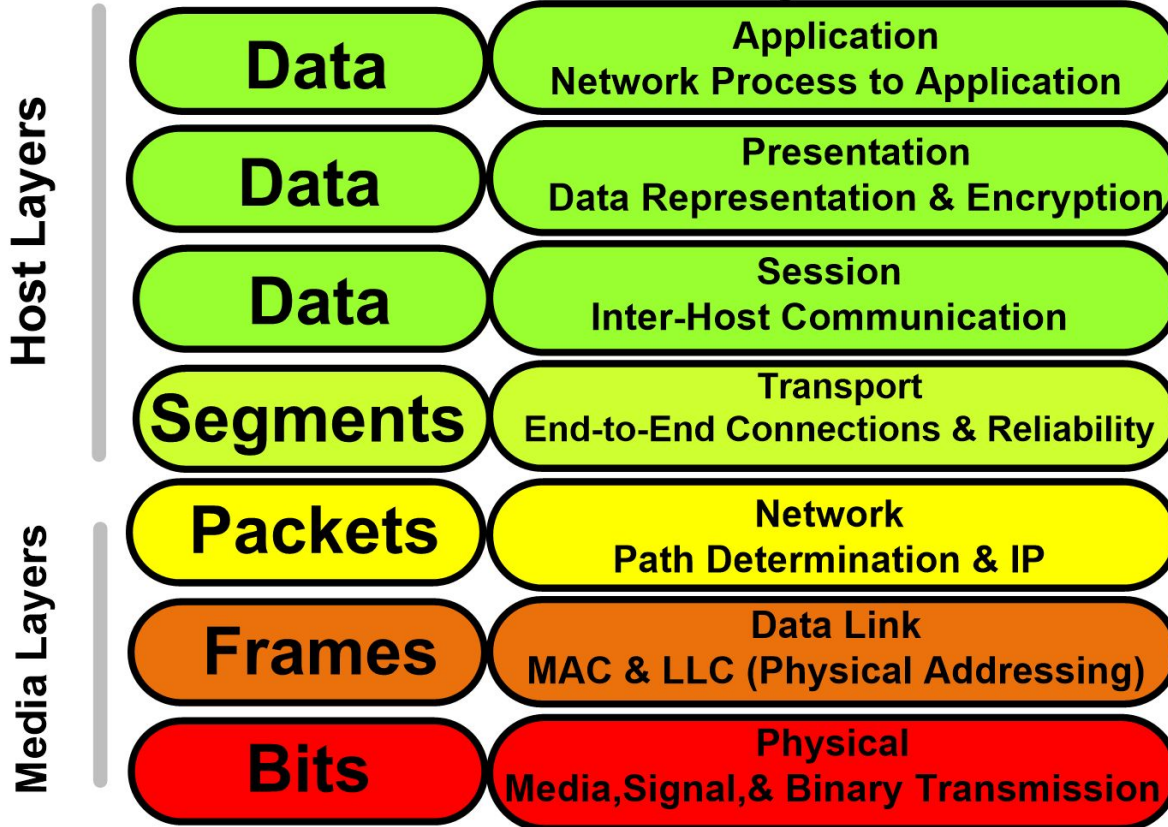 Host Layers
Data
Application
Network Process to Application
Data
Presentation
Data Representation & Encryption
Data
Session
Inter-Host Communication
Segments
Transport
End-to-End Connections & Reliability
Media Layers
Packets
Network
Path Determination & IP
Frames
Data Link
MAC & LLC (Physical Addressing)
Bits
Physical
Media,Signal,& Binary Transmission